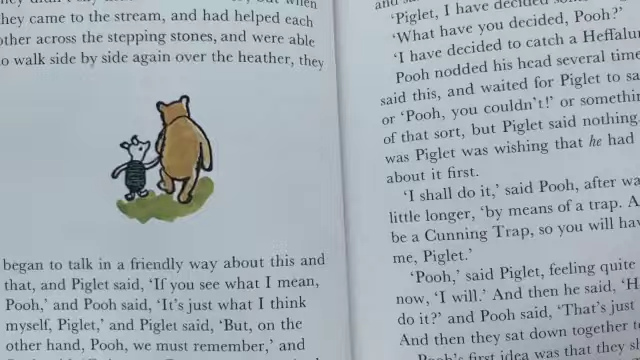 they came to the stream, and had helped each
other across the stepping stones, and were able
to walk side by side again over the heather, they
began to talk in a friendly way about this and
that, and Piglet said, ‘If you see what I mean,
Pooh,’ and Pooh said, ‘It’s just what I think
myself, Piglet,’ and Piglet said, ‘But, on the
other hand, Pooh, we must remember,’ and
‘Piglet, I have decided
‘What have you decided, Pooh?’
‘I have decided to catch a Heffalum
Pooh nodded his head several time
said this, and waited for Piglet to sa
or ‘Pooh, you couldn’t!’ or somethin
of that sort, but Piglet said nothing.
was Piglet was wishing that he had
about it first.
‘I shall do it,’ said Pooh, after wa
little longer, ‘by means of a trap. A
be a Cunning Trap, so you will hav
me, Piglet.’
‘Pooh,’ said Piglet, feeling quite
now, ‘I will.’ And then he said, ‘H
do it?’ and Pooh said, ‘That’s just
And then they sat down together t
Pooh’s first idea was that they s